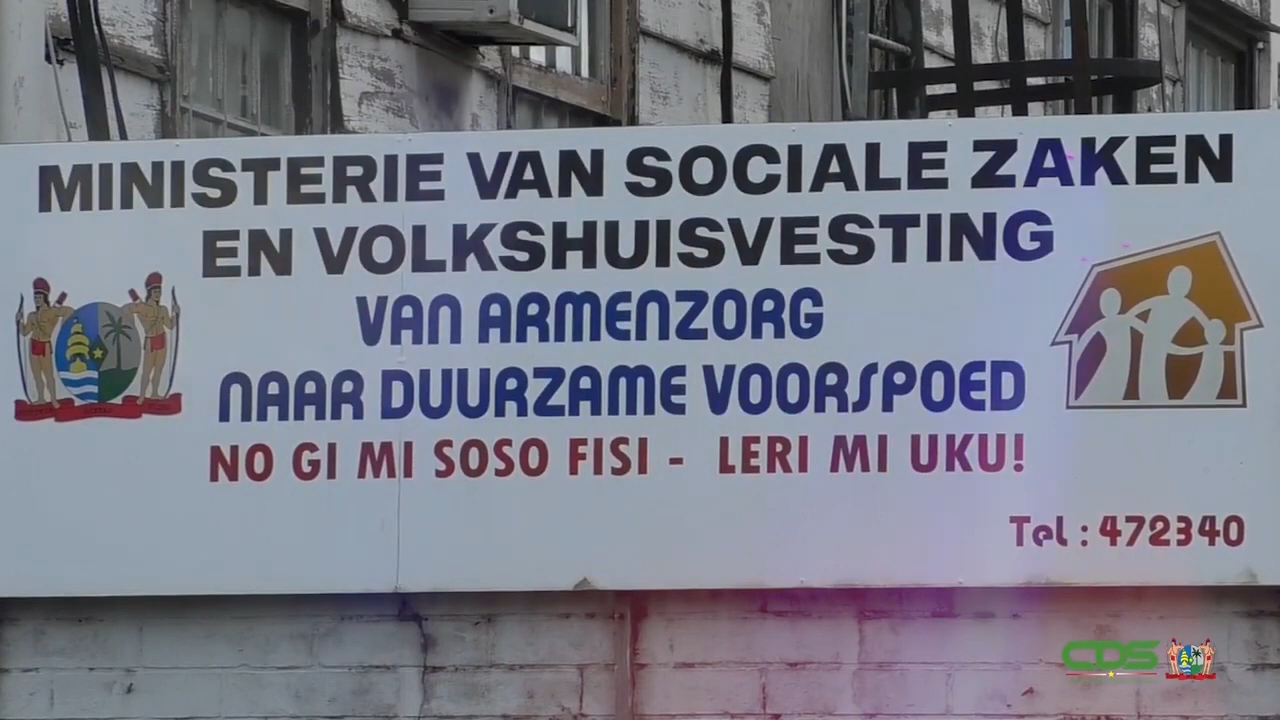 MINISTERIE VAN SOCIALE ZAKEN
EN VOLKSHUISVESTING
VAN ARMENZORG
NAAR DUURZAME VOORSPOED
NO GI MI SOSO FISI - LERI MI UKU!
Tel : 472340
CDS